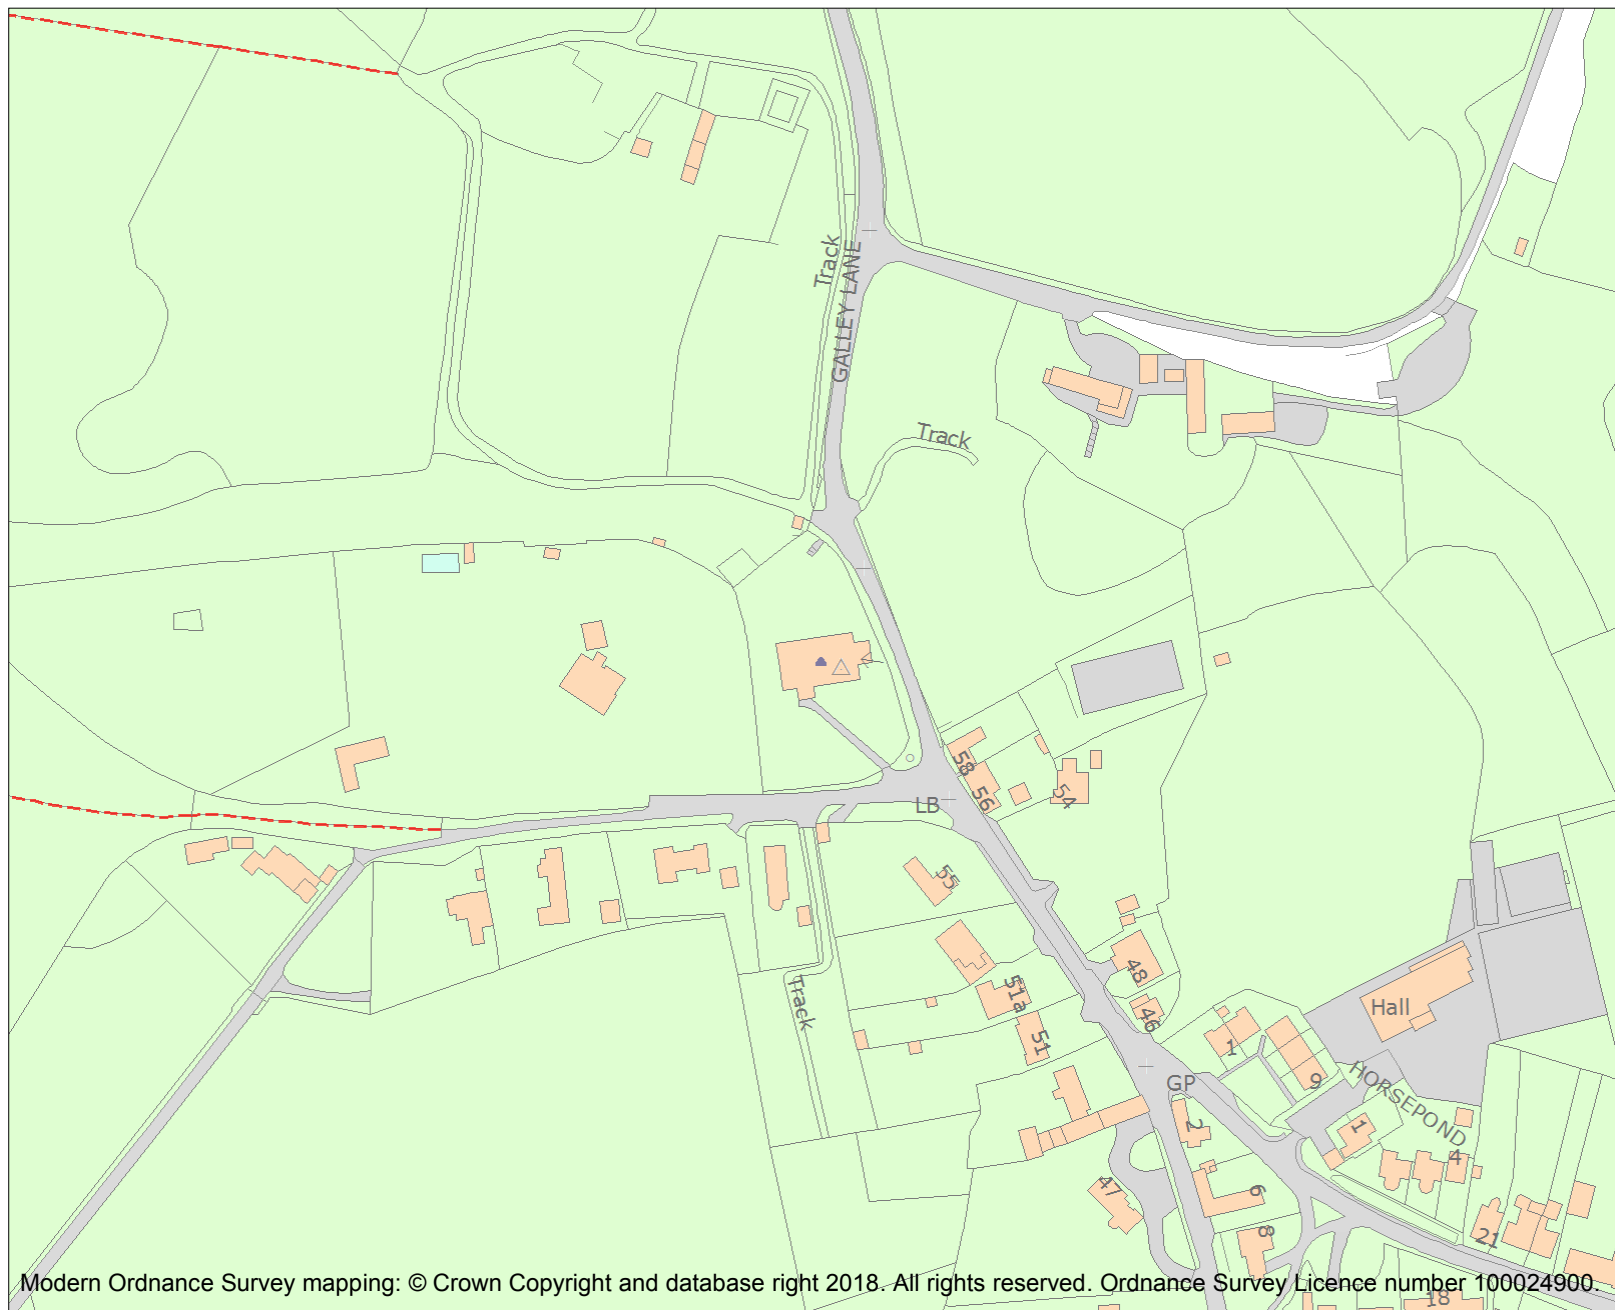 Track
GALLEY LANE
Track
58
56
54
LB
55
48
51a
46
51
Hall
1
9
GP
HORSEPOND
2
1
4
47
6
8
21
18
Modern Ordnance Survey mapping: © Crown Copyright and database right 2018. All rights reserved. Ordnance Survey Licence number 100024900.
Track